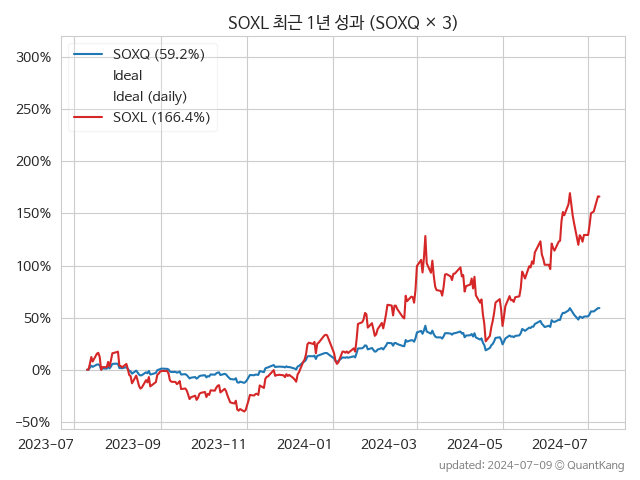 SOXL 최근 1년 성과 (SOXQ × 3)
300%
250%
200%
150%
100%
50%
0%
−50%
SOXQ (59.2%)
Ideal
Ideal (daily)
SOXL (166.4%)
2023-07
2023-09
2023-11
2024-01
2024-03
2024-05
2024-07
updated: 2024-07-09 © QuantKang